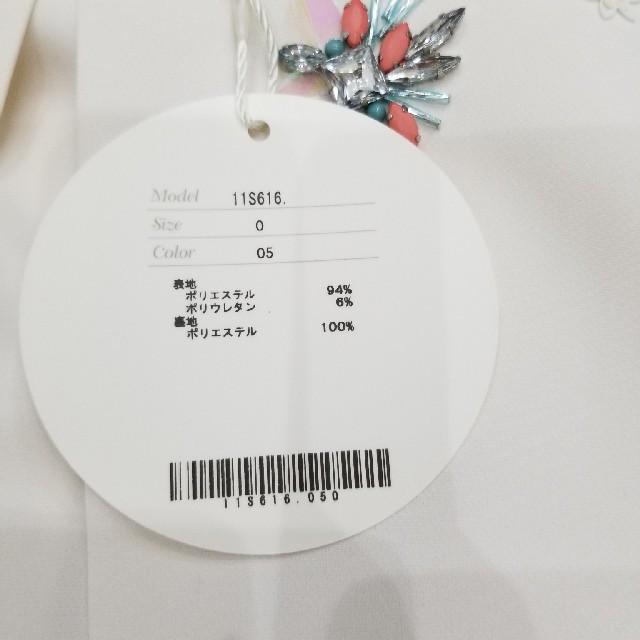 Model 11S616.
Size 0
Color 05
表地
ポリエステル 94%
ポリウレタン 6%
裏地
ポリエステル 100%
11S616.050